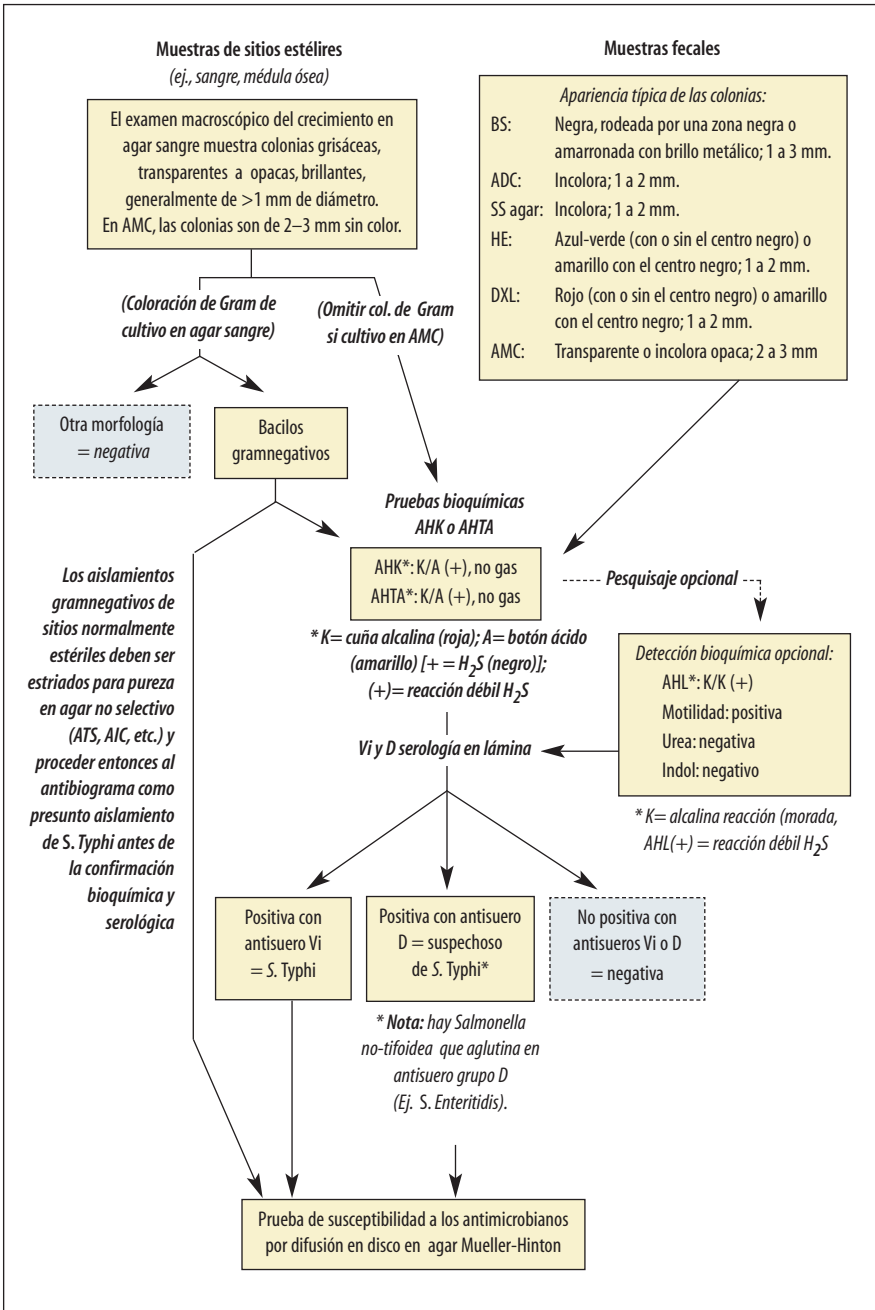 Muestras de sitios estélires
(ej., sangre, médula ósea)
El examen macroscópico del crecimiento en
agar sangre muestra colonias grisáceas,
transparentes a opacas, brillantes,
generalmente de >1 mm de diámetro.
En AMC, las colonias son de 2–3 mm sin color.
Muestras fecales
Apariencia típica de las colonias:
BS: Negra, rodeada por una zona negra o
amarronada con brillo metálico; 1 a 3 mm.
ADC: Incolora; 1 a 2 mm.
SS agar: Incolora; 1 a 2 mm.
HE: Azul-verde (con o sin el centro negro) o
amarillo con el centro negro; 1 a 2 mm.
DXL: Rojo (con o sin el centro negro) o amarillo
con el centro negro; 1 a 2 mm.
AMC: Transparente o incolora opaca; 2 a 3 mm
(Coloración de Gram de
cultivo en agar sangre)
(Omitir col. de Gram
si cultivo en AMC)
Otra morfología
= negativa
Bacilos
gramnegativos
Pruebas bioquímicas
AHK o AHTA
AHK*: K/A (+), no gas
AHTA*: K/A (+), no gas
* K= cuña alcalina (roja); A= botón ácido
(amarillo) [+ = H2S (negro)];
(+)= reacción débil H2S
Pesquisaje opcional
Detección bioquímica opcional:
AHL*: K/K (+)
Motilidad: positiva
Urea: negativa
Indol: negativo
* K= alcalina reacción (morada,
AHL(+) = reacción débil H2S
Los aislamientos
gramnegativos de
sitios normalmente
estériles deben ser
estriados para pureza
en agar no selectivo
(ATS, AIC, etc.) y
proceder entonces al
antibiograma como
presunto aislamiento
de S. Typhi antes de
la confirmación
bioquímica y
serológica
Vi y D serología en lámina
Positiva con
antisuero Vi
= S. Typhi
Positiva con antisuero
D = suspechoso
de S. Typhi*
No positiva con
antisueros Vi o D
= negativa
* Nota: hay Salmonella
no-tifoidea que aglutina en
antisuero grupo D
(Ej. S. Enteritidis).
Prueba de susceptibilidad a los antimicrobianos
por difusión en disco en agar Mueller-Hinton